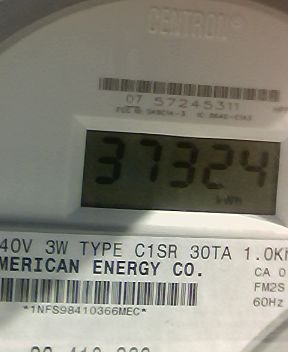 CENTRON®
07 57245311
37324
kWh
40V 3W TYPE C1SR 30TA 1.0K
MERICAN ENERGY CO.
CA 0
FM2S
60Hz
*1NFS98410366MEC*